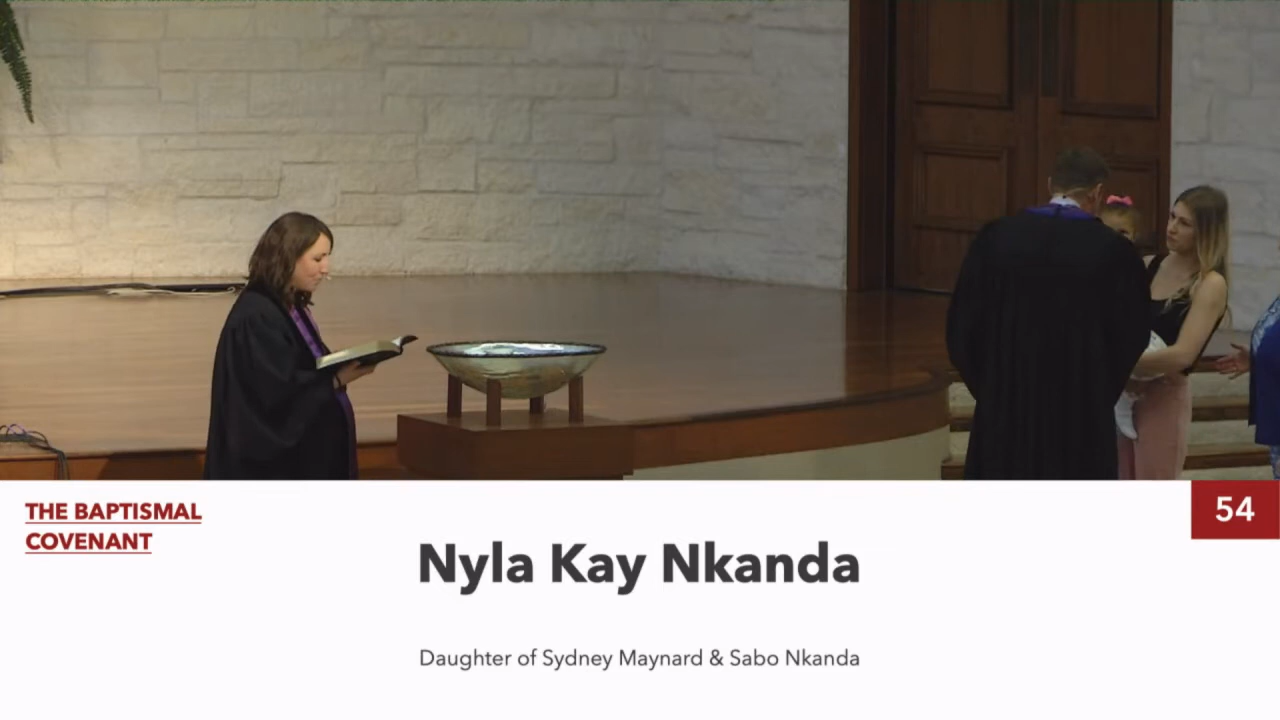 THE BAPTISMAL
COVENANT
54
Nyla Kay Nkanda
Daughter of Sydney Maynard & Sabo Nkanda